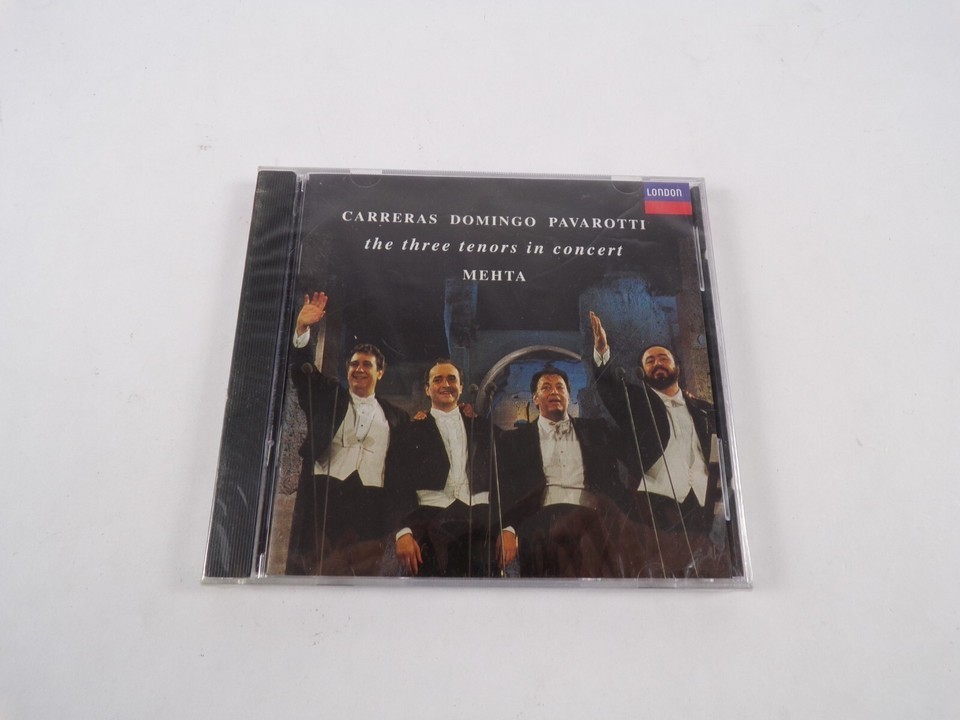 LONDON
CARRERAS DOMINGO PAVAROTTI
the three tenors in concert
MEHTA